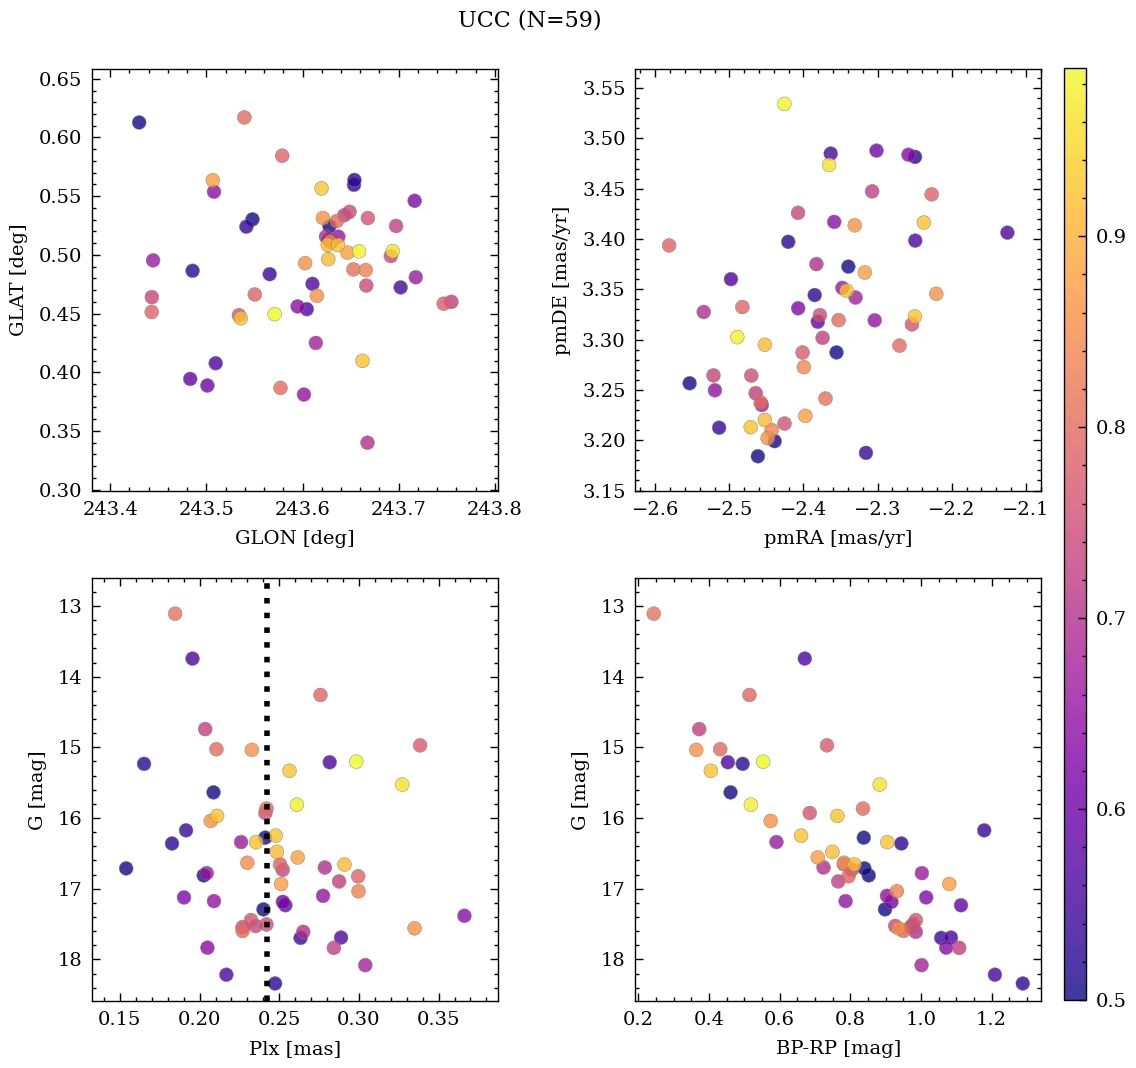 UCC (N=59)
0.65
0.60
0.55
0.50
0.45
0.40
0.35
0.30
GLAT [deg]
243.4 243.5 243.6 243.7 243.8
GLON [deg]
3.55
3.50
3.45
3.40
3.35
3.30
3.25
3.20
3.15
pmDE [mas/yr]
−2.6 −2.5 −2.4 −2.3 −2.2 −2.1
pmRA [mas/yr]
13
14
15
16
17
18
G [mag]
0.15 0.20 0.25 0.30 0.35
Plx [mas]
13
14
15
16
17
18
G [mag]
0.2 0.4 0.6 0.8 1.0 1.2
BP-RP [mag]
0.9
0.8
0.7
0.6
0.5